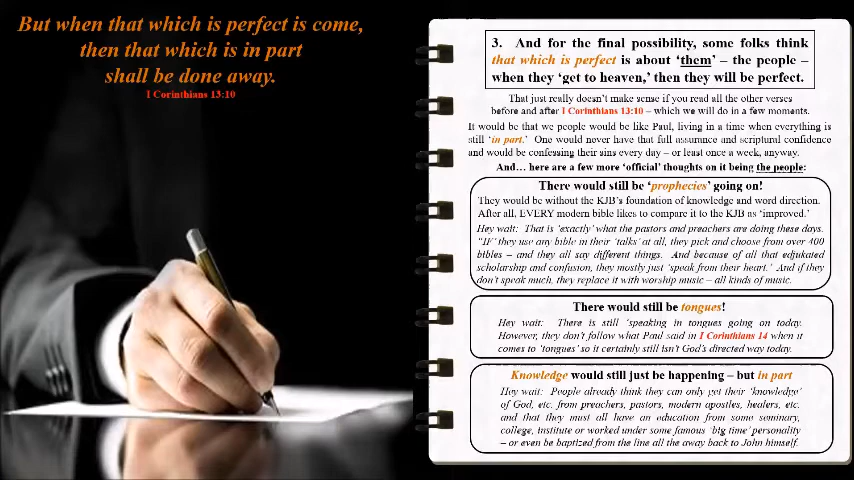 But when that which is perfect is come,
then that which is in part
shall be done away.
I Corinthians 13:10
3. And for the final possibility, some folks think
that which is perfect is about ‘them’ – the people –
when they ‘get to heaven,’ then they will be perfect.
That just really doesn’t make sense if you read all the other verses
before and after I Corinthians 13:10 – which we will do in a few moments.
It would be that we people would be like Paul, living in a time when everything is
still ‘in part.’ One would never have that full assurance and scriptural confidence
and would be confessing their sins every day – or least once a week, anyway.
And… here are a few more ‘official’ thoughts on it being the people:
There would still be ‘prophecies’ going on!
They would be without the KJB’s foundation of knowledge and word direction.
After all, EVERY modern bible likes to compare it to the KJB as ‘improved.’
Hey wait: That is ‘exactly’ what the pastors and preachers are doing these days.
“IF’ they use any bible in their ‘talks’ at all, they pick and choose from over 400
bibles – and they all say different things. And because of all that edjukated
scholarship and confusion, they mostly just ‘speak from their heart.’ And if they
don’t speak much, they replace it with worship music – all kinds of music.
There would still be tongues!
Hey wait: There is still ‘speaking in tongues going on today.
However, they don’t follow what Paul said in I Corinthians 14 when it
comes to ‘tongues’ so it certainly still isn’t God’s directed way today.
Knowledge would still just be happening – but in part
Hey wait: People already think they can only get their ‘knowledge’
of God, etc. from preachers, pastors, modern apostles, healers, etc.
and that they must all have an education from some seminary,
college, institute or worked under some famous ‘big time’ personality
– or even be baptized from the line all the away back to John himself.